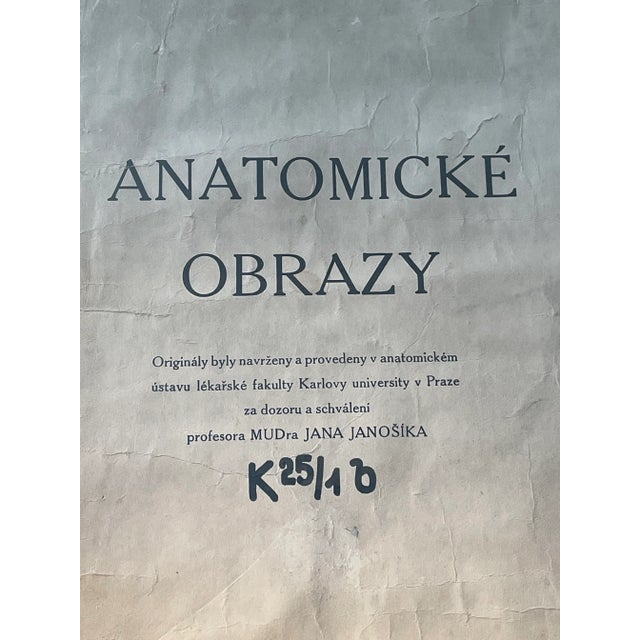 ANATOMICKÉ
OBRAZY
Originály byly navrženy a provedeny v anatomickém
ústavu lékařské fakulty Karlovy university v Praze
za dozoru a schválení
profesora MUDra JANA JANOŠÍKA
K 25/1 b